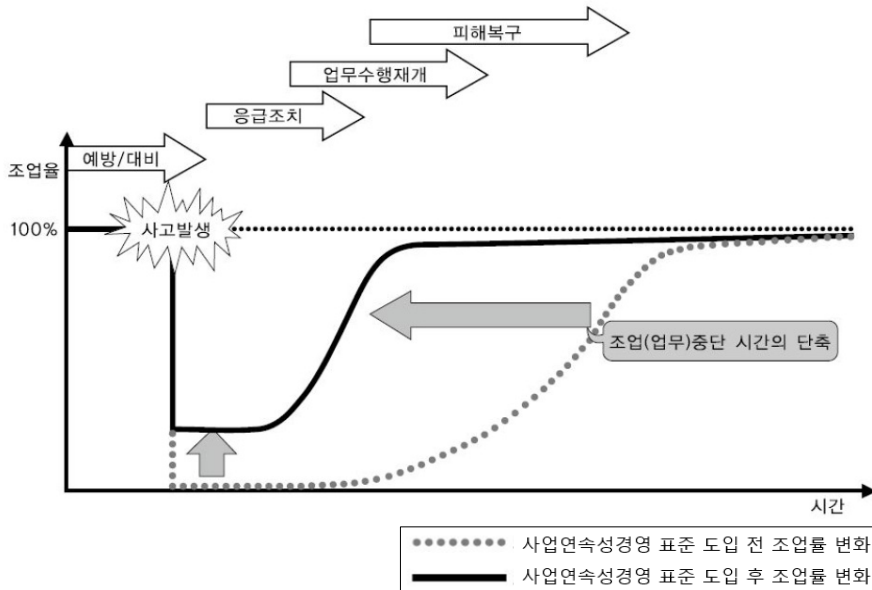 피해복구
업무수행재개
응급조치
예방/대비
조업율
100%
사고발생
조업(업무)중단 시간의 단축
시간
사업연속성경영 표준 도입 전 조업률 변화
사업연속성경영 표준 도입 후 조업률 변화